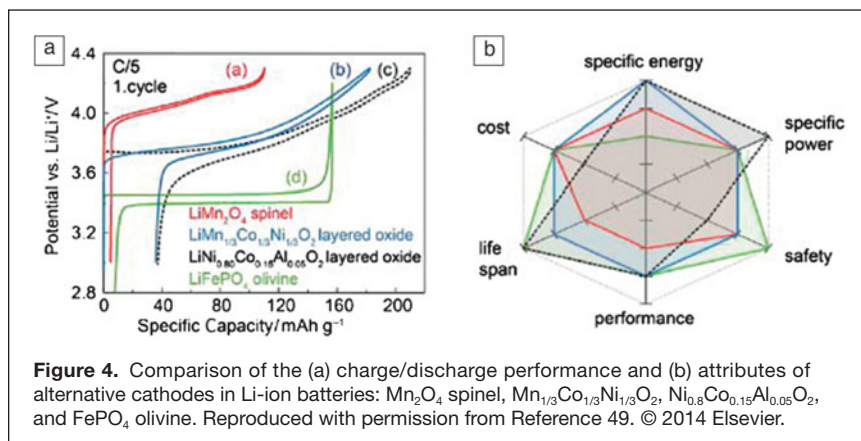 a
C/5
1.cycle
(a)
(b)
(c)
(d)
4.4
4.0
3.6
3.2
2.8
Potential vs. Li/Li⁺/V
LiMn₂O₄ spinel
LiMn₁/₃Co₁/₃Ni₁/₃O₂ layered oxide
LiNi₀.₈₀Co₀.₁₅Al₀.₀₅O₂ layered oxide
LiFePO₄ olivine
0 40 80 120 160 200
Specific Capacity/mAh g⁻¹
b
specific energy
specific
power
safety
performance
life
span
cost
Figure 4. Comparison of the (a) charge/discharge performance and (b) attributes of
alternative cathodes in Li-ion batteries: Mn₂O₄ spinel, Mn₁/₃Co₁/₃Ni₁/₃O₂, Ni₀.₈Co₀.₁₅Al₀.₀₅O₂,
and FePO₄ olivine. Reproduced with permission from Reference 49. © 2014 Elsevier.